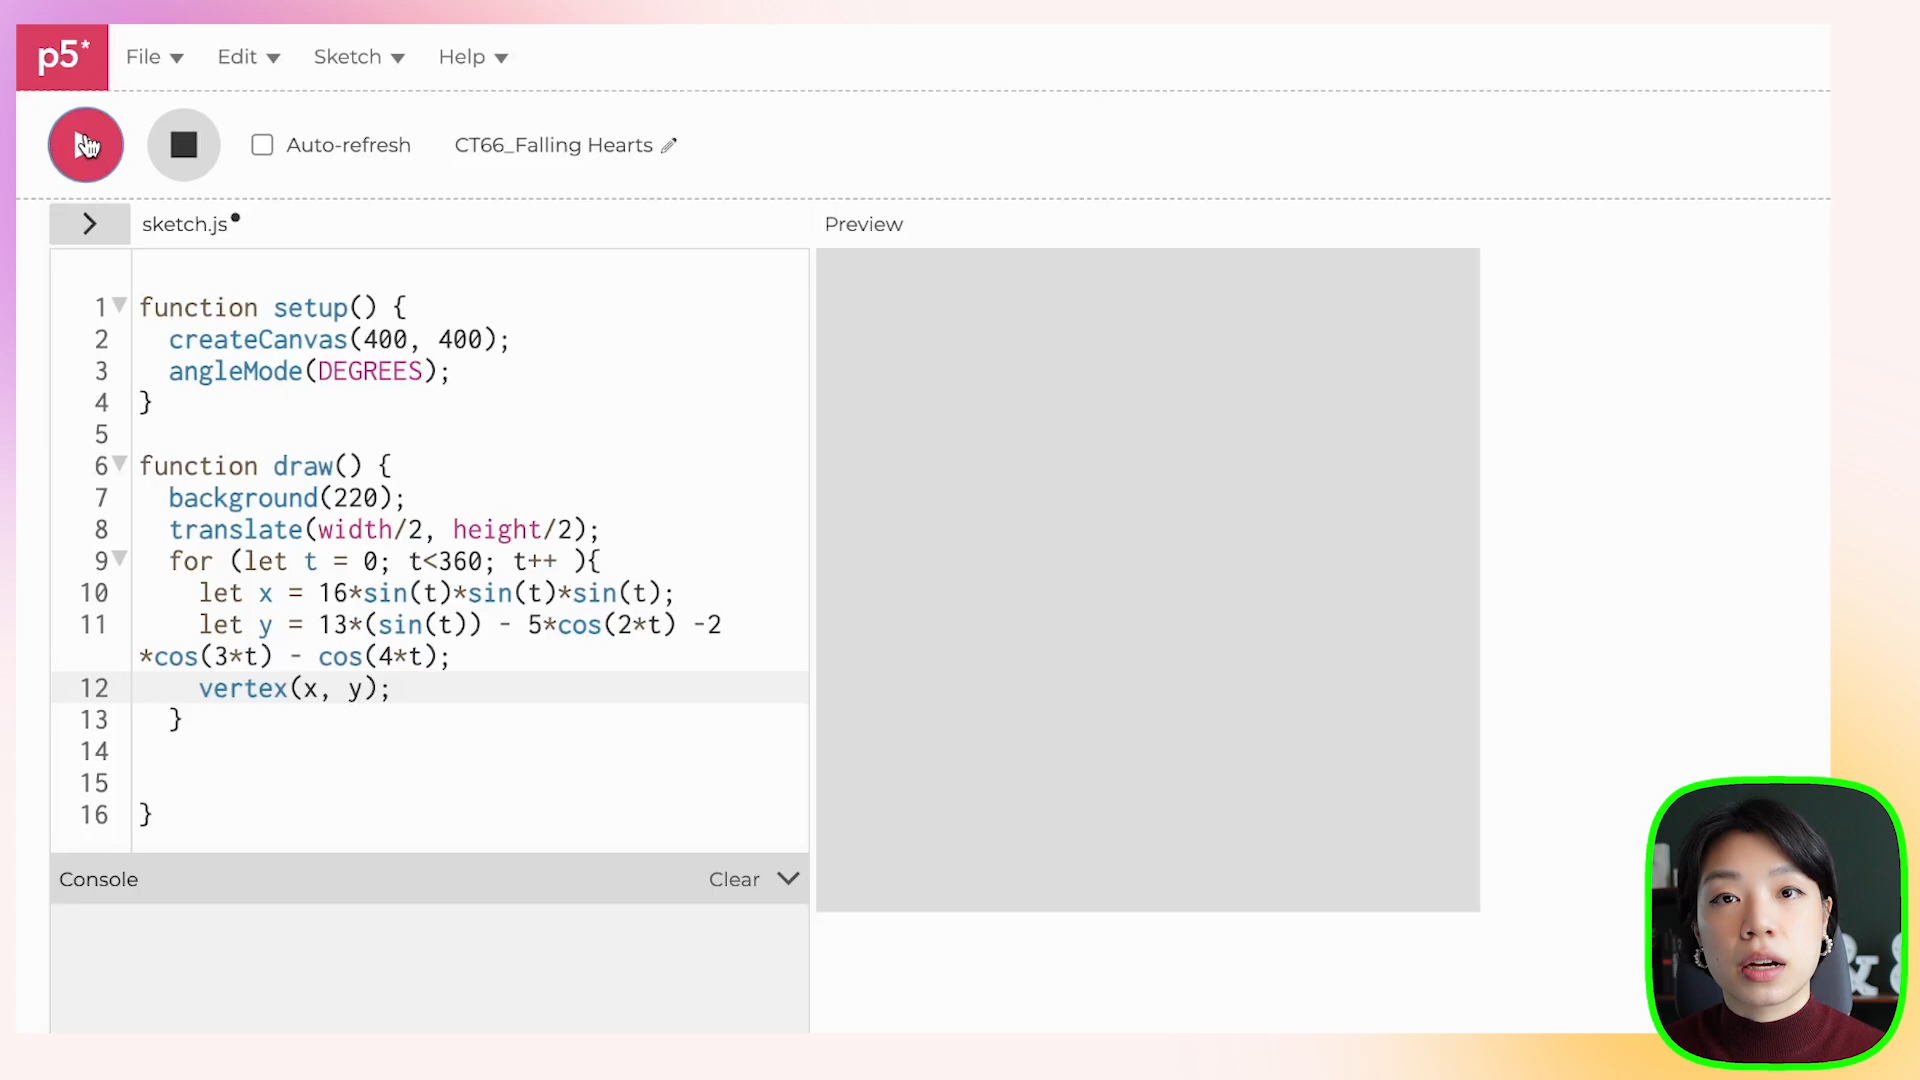 p5*
File Edit Sketch Help
Auto-refresh CT66_Falling Hearts
sketch.js
Preview
1 function setup() {
2 createCanvas(400, 400);
3 angleMode(DEGREES);
4 }
5
6 function draw() {
7 background(220);
8 translate(width/2, height/2);
9 for (let t = 0; t<360; t++ ){
10 let x = 16*sin(t)*sin(t)*sin(t);
11 let y = 13*(sin(t)) - 5*cos(2*t) -2
*cos(3*t) - cos(4*t);
12 vertex(x, y);
13 }
14
15
16 }
Console Clear
&